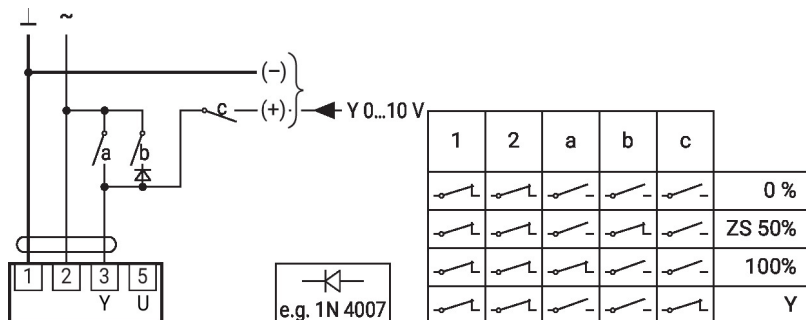 ⊥ ~
(–)
c (+) Y 0...10 V
a b
1 2 3 5
Y U
e.g. 1N 4007
1 2 a b c
0 %
ZS 50%
100%
Y